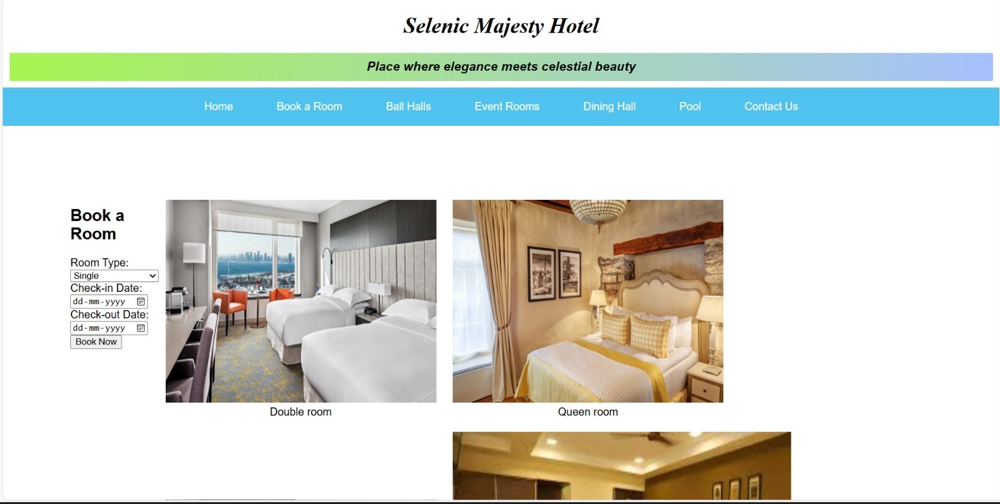 Selenic Majesty Hotel
Place where elegance meets celestial beauty
Home Book a Room Ball Halls Event Rooms Dining Hall Pool Contact Us
Book a
Room
Room Type:
Single
Check-in Date:
dd-mm-yyyy
Check-out Date:
dd-mm-yyyy
Book Now
Double room
Queen room